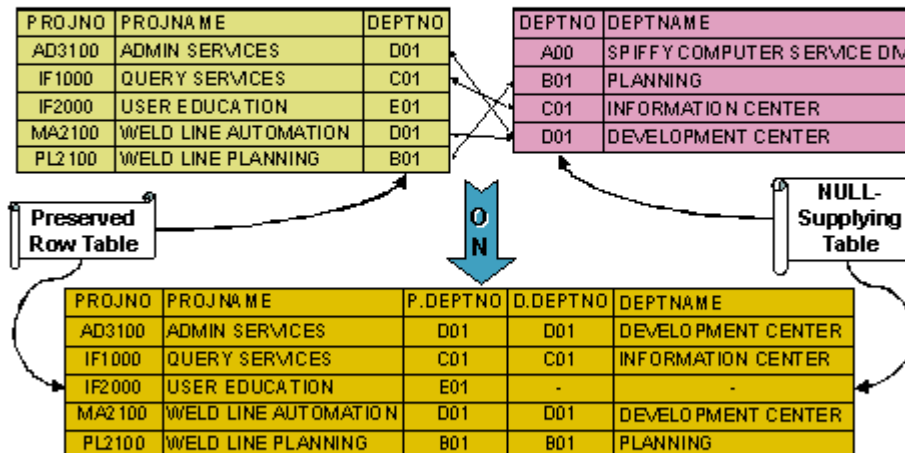 PROJNO PROJNAME DEPTNO
AD3100 ADMIN SERVICES D01
IF1000 QUERY SERVICES C01
IF2000 USER EDUCATION E01
MA2100 WELD LINE AUTOMATION D01
PL2100 WELD LINE PLANNING B01
DEPTNO DEPTNAME
A00 SPIFFY COMPUTER SERVICE DIV
B01 PLANNING
C01 INFORMATION CENTER
D01 DEVELOPMENT CENTER
Preserved
Row Table
O
N
NULL-
Supplying
Table
PROJNO PROJNAME P.DEPTNO D.DEPTNO DEPTNAME
AD3100 ADMIN SERVICES D01 D01 DEVELOPMENT CENTER
IF1000 QUERY SERVICES C01 C01 INFORMATION CENTER
IF2000 USER EDUCATION E01 - -
MA2100 WELD LINE AUTOMATION D01 D01 DEVELOPMENT CENTER
PL2100 WELD LINE PLANNING B01 B01 PLANNING